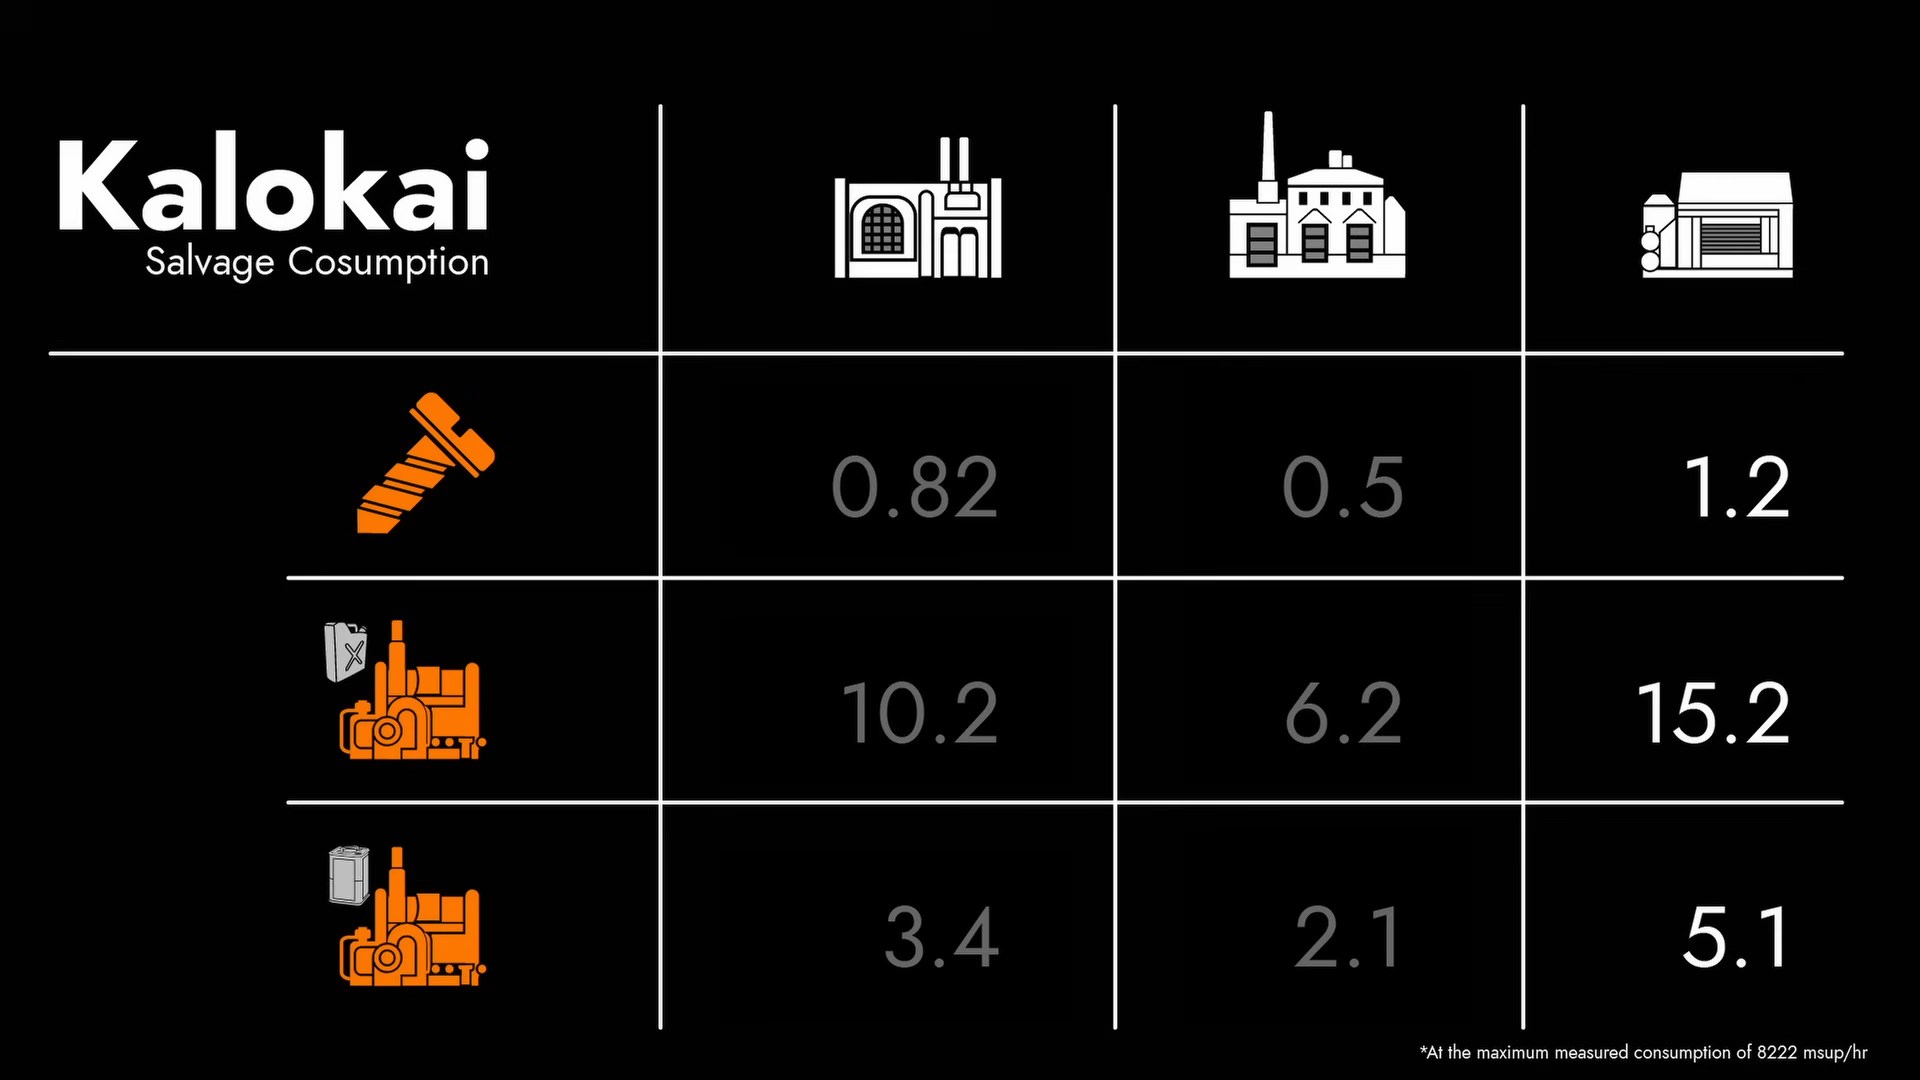 Kalokai
Salvage Cosumption
0.82 0.5 1.2
10.2 6.2 15.2
3.4 2.1 5.1
*At the maximum measured consumption of 8222 msup/hr